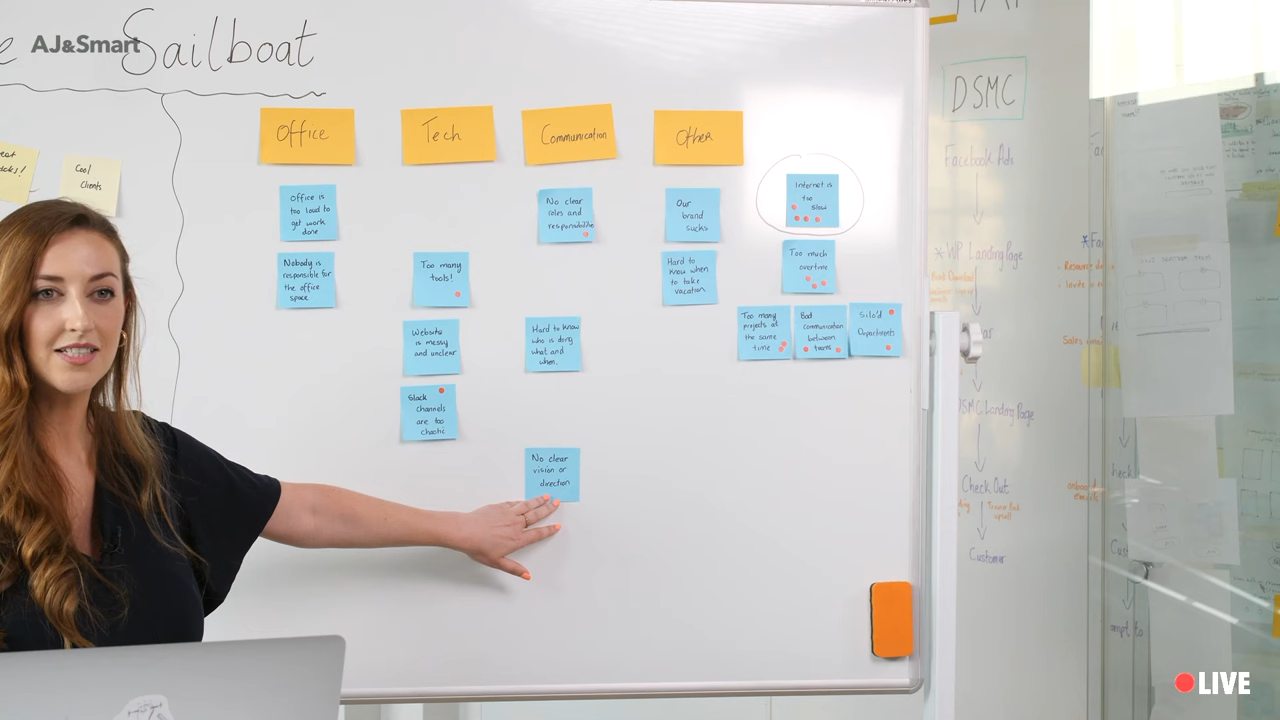 AJ&Smart
e Sailboat
Office
Tech
Communication
Other
Cool
Clients
Office is
too loud to
get work
done
Nobody is
responsible for
the office
space
Too many
tools!
Website
is messy
and unclear
Slack
channels
are too
chaotic
No clear
roles and
Hard to know
who is doing
what and
when.
No clear
vision or
direction
Our
brand
sucks
Hard to
know when
to take
vacation
Internet is
too
slow
Too much
overtime
Too many
projects at
the same
time
Bad
communication
between
teams
Silo'd
Departments
DSMC
Facebook Ads
WP Landing Page
DSMC Landing Page
Check Out
Customer
LIVE